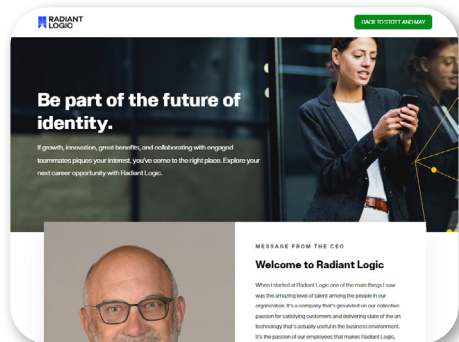 RADIANT
LOGIC
BACK TO STOTT AND MAY
Be part of the future of
identity.
If growth, innovation, great benefits, and collaborating with engaged
teammates piques your interest, you've come to the right place. Explore your
next career opportunity with Radiant Logic.
MESSAGE FROM THE CEO
Welcome to Radiant Logic
When I started at Radiant Logic one of the main things I saw
was the amazing level of talent among the people in our
organization. It's a company that's grounded on our collective
passion for satisfying customers and delivering state of the art
technology that's actually useful in the business environment.
It's the passion of our employees that makes Radiant Logic,